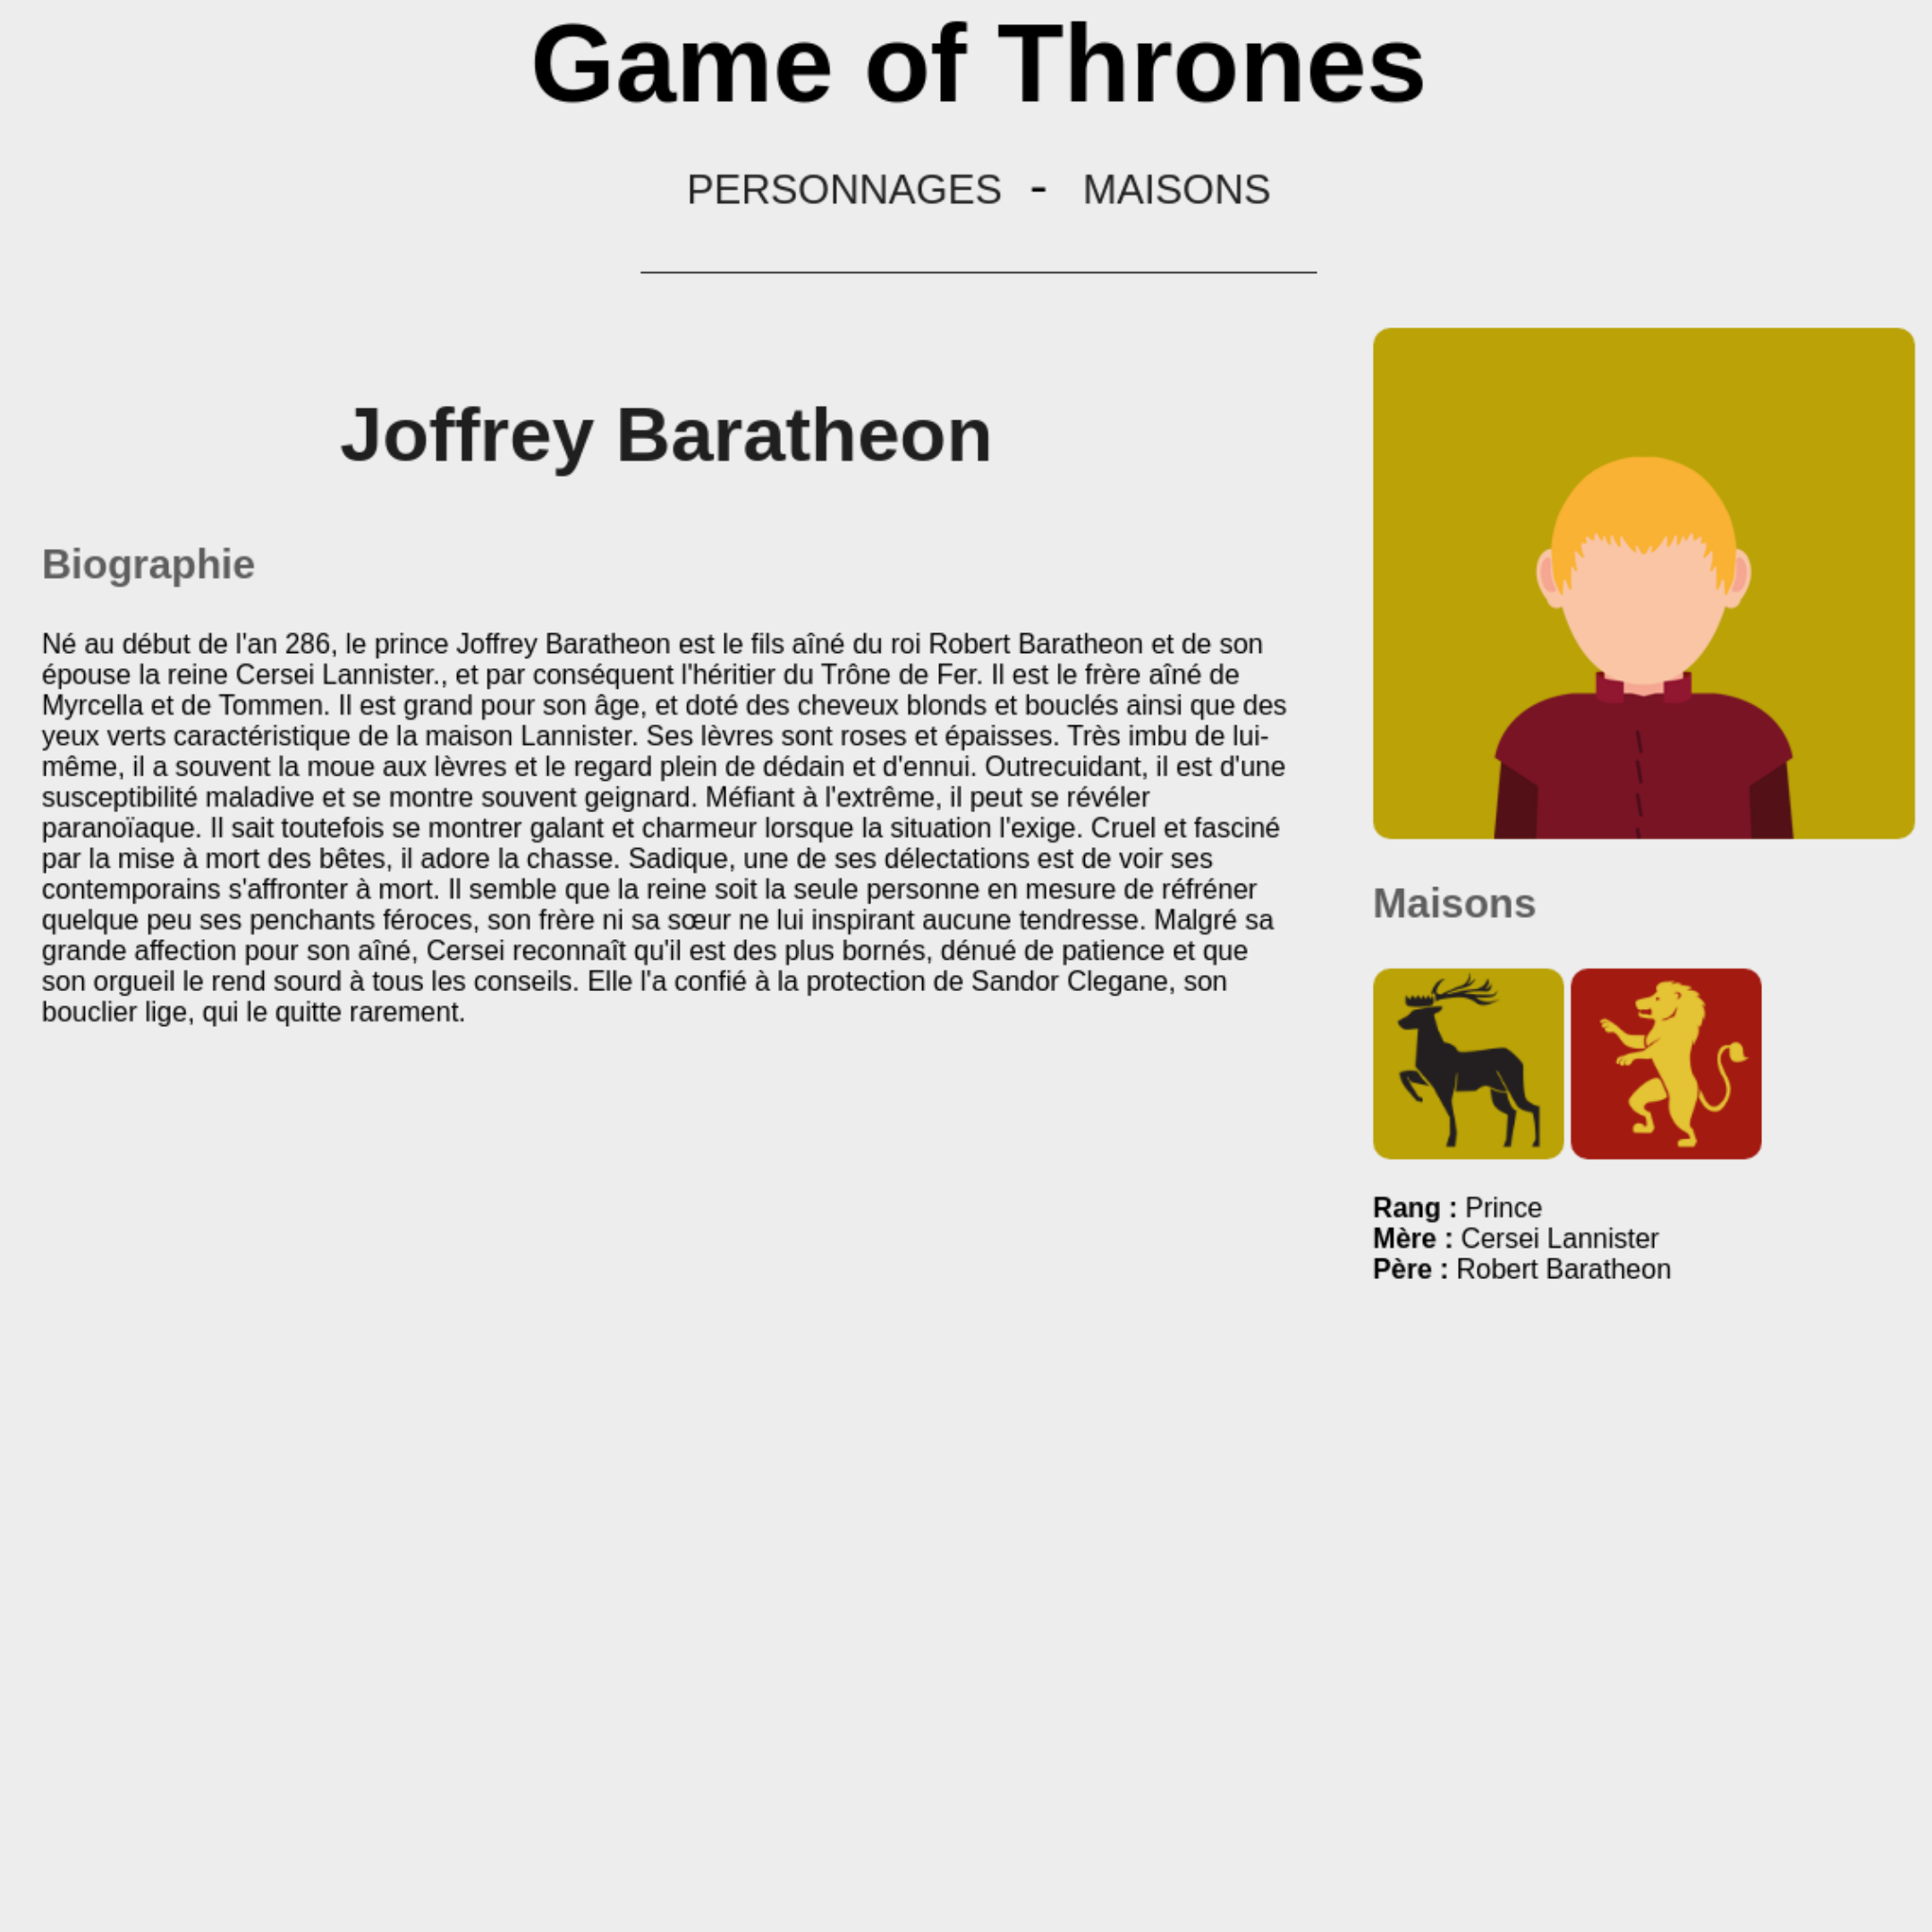 Game of Thrones
PERSONNAGES - MAISONS
Joffrey Baratheon
Biographie
Né au début de l'an 286, le prince Joffrey Baratheon est le fils aîné du roi Robert Baratheon et de son
épouse la reine Cersei Lannister., et par conséquent l'héritier du Trône de Fer. Il est le frère aîné de
Myrcella et de Tommen. Il est grand pour son âge, et doté des cheveux blonds et bouclés ainsi que des
yeux verts caractéristique de la maison Lannister. Ses lèvres sont roses et épaisses. Très imbu de lui-
même, il a souvent la moue aux lèvres et le regard plein de dédain et d'ennui. Outrecuidant, il est d'une
susceptibilité maladive et se montre souvent geignard. Méfiant à l'extrême, il peut se révéler
paranoïaque. Il sait toutefois se montrer galant et charmeur lorsque la situation l'exige. Cruel et fasciné
par la mise à mort des bêtes, il adore la chasse. Sadique, une de ses délectations est de voir ses
contemporains s'affronter à mort. Il semble que la reine soit la seule personne en mesure de réfréner
quelque peu ses penchants féroces, son frère ni sa sœur ne lui inspirant aucune tendresse. Malgré sa
grande affection pour son aîné, Cersei reconnaît qu'il est des plus bornés, dénué de patience et que
son orgueil le rend sourd à tous les conseils. Elle l'a confié à la protection de Sandor Clegane, son
bouclier lige, qui le quitte rarement.
Maisons
Rang : Prince
Mère : Cersei Lannister
Père : Robert Baratheon